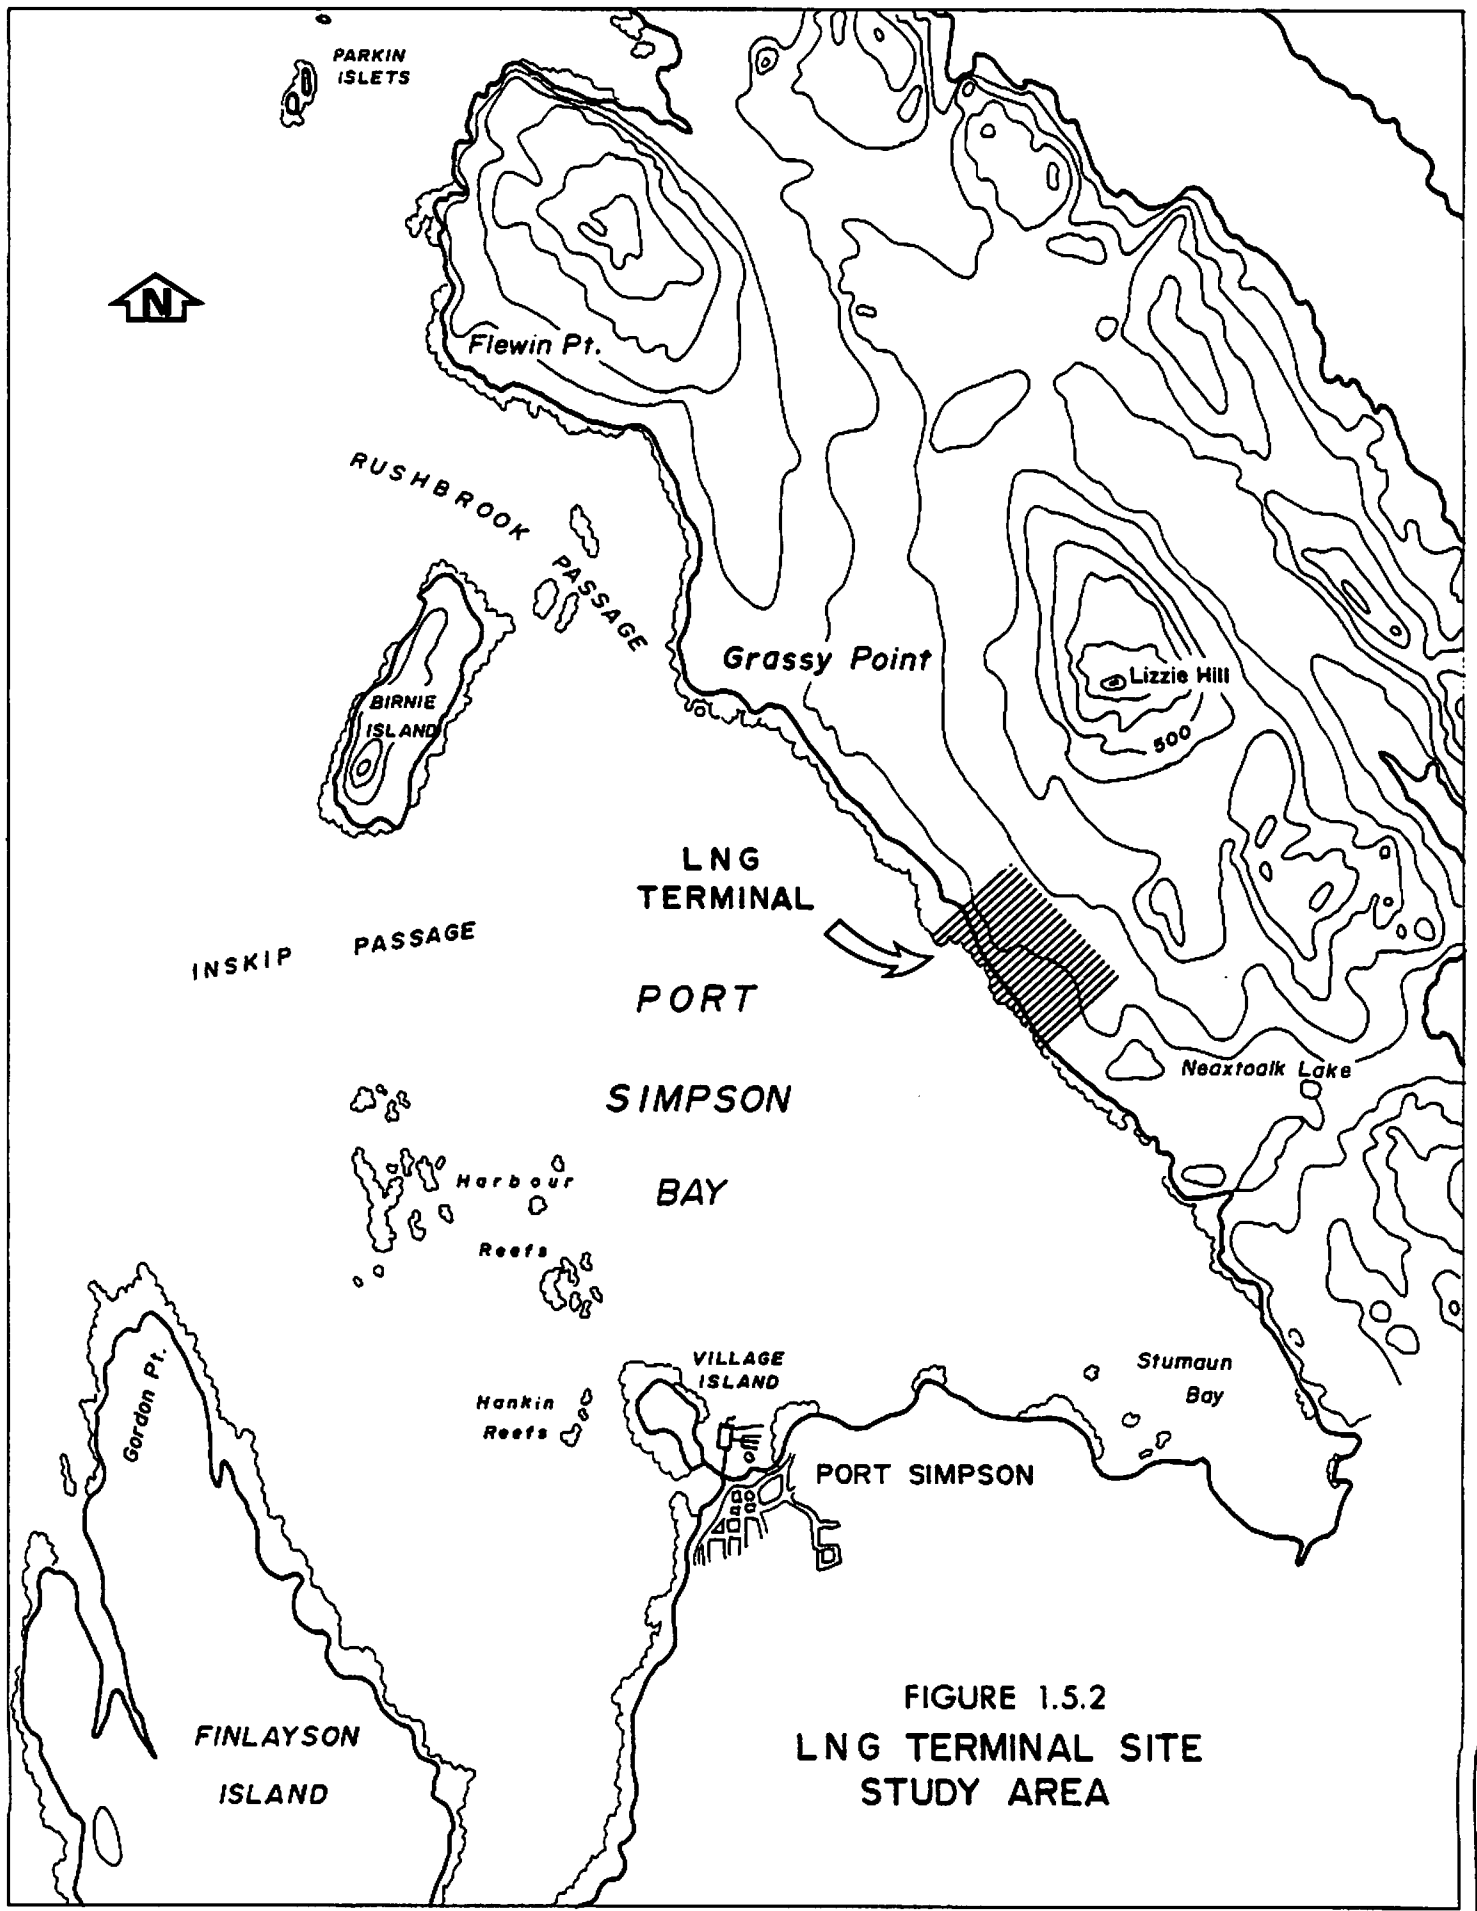 PARKIN
ISLETS
N
Flewin Pt.
RUSHBROOK PASSAGE
Grassy Point
Lizzie Hill
500
BIRNIE
ISLAND
LNG
TERMINAL
INSKIP PASSAGE
PORT
SIMPSON
BAY
Neaxtoalk Lake
Harbour
Reefs
Gordon Pt.
VILLAGE
ISLAND
Hankin
Reefs
Stumaun
Bay
PORT SIMPSON
FINLAYSON
ISLAND
FIGURE 1.5.2
LNG TERMINAL SITE
STUDY AREA